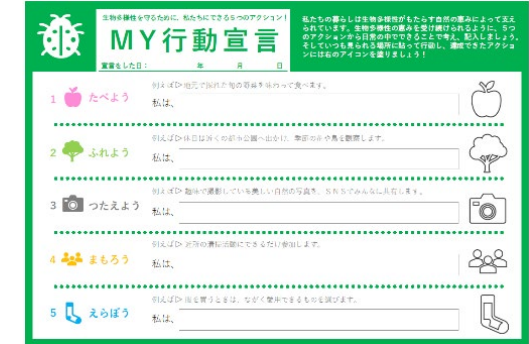 生物多様性を守るために、私たちにできる5つのアクション！
MY行動宣言
宣言をした日：　年　月　日
私たちの暮らしは生物多様性がもたらす自然の恵みによって支え
られています。生物多様性の恵みを受け続けられるように、5つ
のアクションから日常の中でできることで考え、記入しましょう。
そしていつも見られる場所に貼って行動し、達成できたアクショ
ンには右のアイコンを塗りましょう！
例えば▷地元で採れた旬の野菜を味わって食べます。
1 たべよう
私は、
例えば▷休日は近くの都市公園へ出かけ、季節の花や鳥を観察します。
2 ふれよう
私は、
例えば▷趣味で撮影している美しい自然の写真を、SNSでみんなに共有します。
3 つたえよう
私は、
例えば▷近所の清掃活動にできるだけ参加します。
4 まもろう
私は、
例えば▷服を買うときは、ながく愛用できるものを選びます。
5 えらぼう
私は、